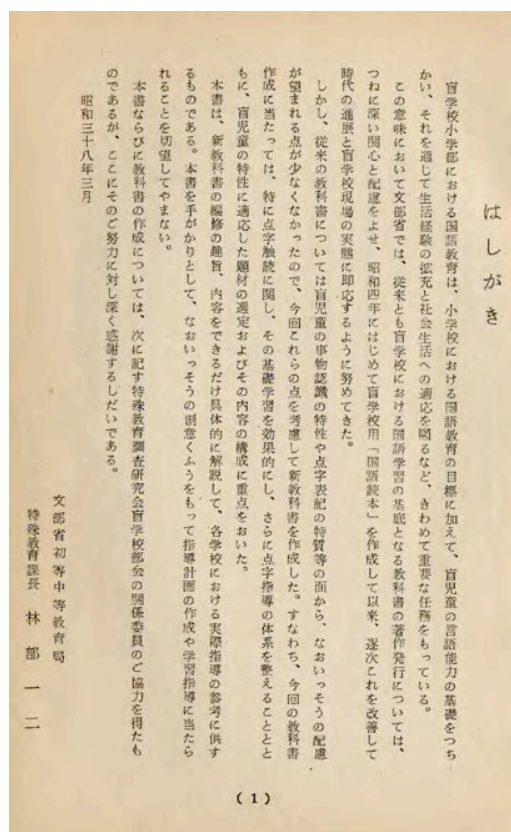 はしがき
盲学校小学部における国語教育は、小学校における国語教育の目標に加えて、盲児童の言語能力の基礎をつち
かい、それを通じて生活経験の拡充と社会生活への適応を図るなど、きわめて重要な任務をもっている。
この意味において文部省では、従来とも盲学校における国語学習の基底となる教科書の著作発行については、
つねに深い関心と配慮をよせ、昭和四年にはじめて盲学校用「国語読本」を作成して以来、逐次これを改善して
時代の進展と盲学校現場の実態に即応するように努めてきた。
しかし、従来の教科書については盲児童の事物認識の特性や点字表記の特質等の面から、なおいっそうの配慮
が望まれる点が少なくなかったので、今回これらの点を考慮して新教科書を作成した。すなわち、今回の教科書
作成に当たっては、特に点字触読に関し、その基礎学習を効果的にし、さらに点字指導の体系を整えることとと
もに、盲児童の特性に適応した題材の選定およびその内容の構成に重点をおいた。
本書は、新教科書の編修の趣旨、内容をできるだけ具体的に解説して、各学校における実際指導の参考に供す
るものである。本書を手がかりとして、なおいっそうの創意くふうをもって指導計画の作成や学習指導に当たら
れることを切望してやまない。
本書ならびに教科書の作成については、次に記す特殊教育調査研究会盲学校部会の関係委員のご協力を得たも
のであるが、ここにそのご努力に対し深く感謝するしだいである。
昭和三十八年三月
文部省初等中等教育局
特殊教育課長 林部一二
(1)